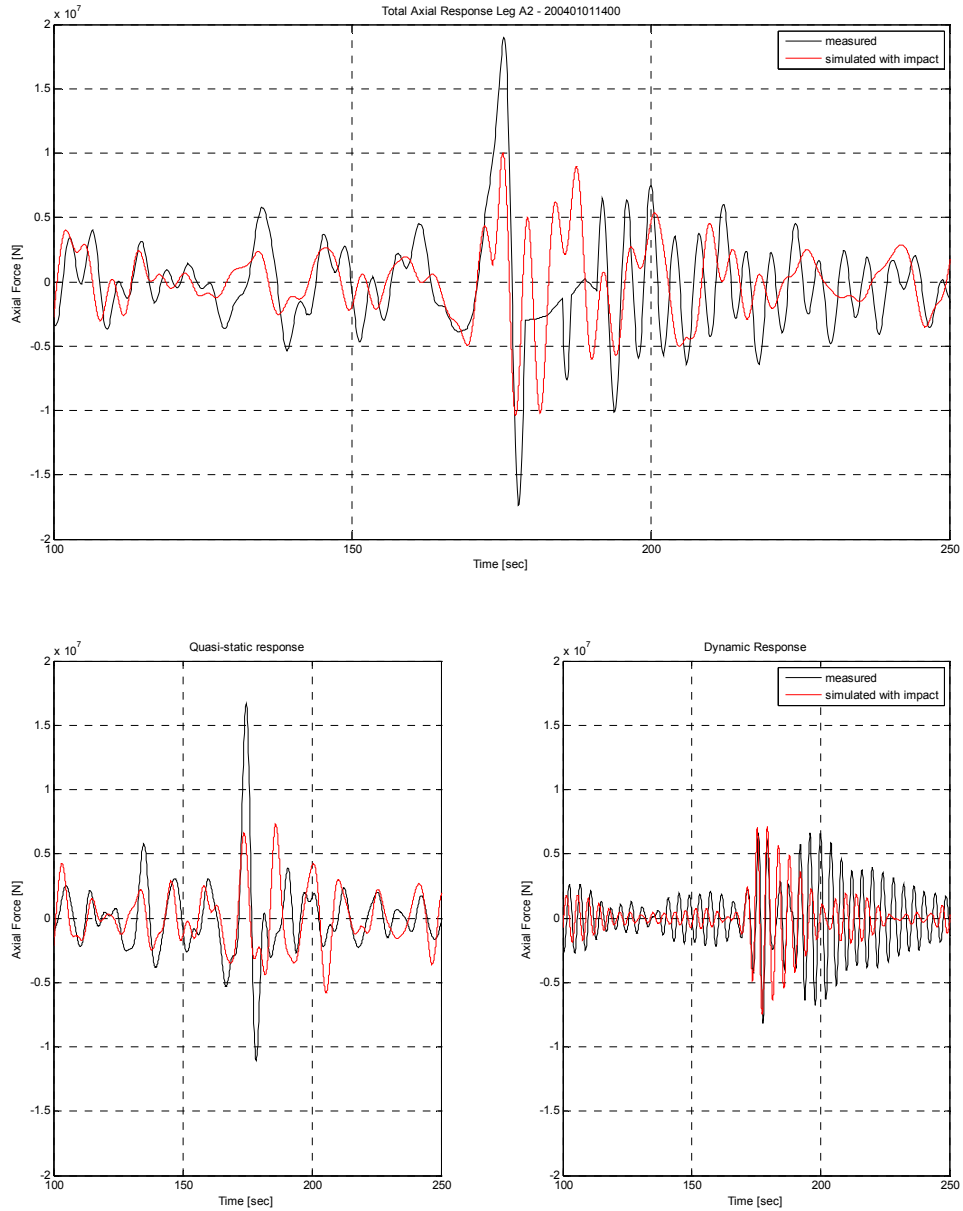 Total Axial Response Leg A2 - 200401011400
x 10^7
measured
simulated with impact
2
1.5
1
0.5
0
-0.5
-1
-1.5
-2
Axial Force [N]
100
150
200
250
Time [sec]
Quasi-static response
x 10^7
2
1.5
1
0.5
0
-0.5
-1
-1.5
-2
Axial Force [N]
100
150
200
250
Time [sec]
Dynamic Response
x 10^7
measured
simulated with impact
2
1.5
1
0.5
0
-0.5
-1
-1.5
-2
Axial Force [N]
100
150
200
250
Time [sec]